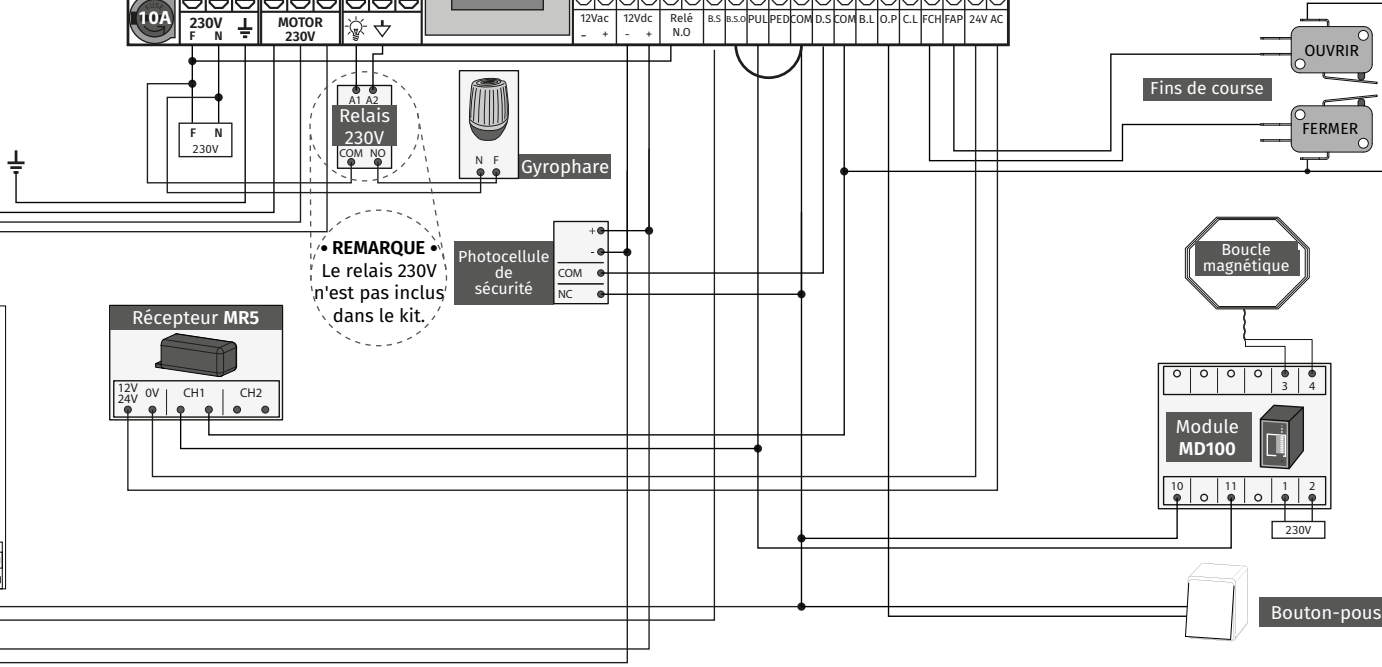 FUSE
10A
230V
F N
MOTOR
230V
12Vac
- +
12Vdc
- +
Relé
N.O
B.S
B.S.O
PUL
PED
COM
D.S
COM
B.L
O.P
C.L
FCH
FAP
24V AC
OUVRIR
Fins de course
FERMER
A1 A2
Relais
230V
COM NO
F N
230V
N F
Gyrophare
• REMARQUE •
Le relais 230V
n'est pas inclus
dans le kit.
Photocellule
de
sécurité
+
-
COM
NC
Boucle
magnétique
Récepteur MR5
12V
24V
0V
CH1
CH2
3 4
Module
MD100
10 11 1 2
230V
Bouton-pous